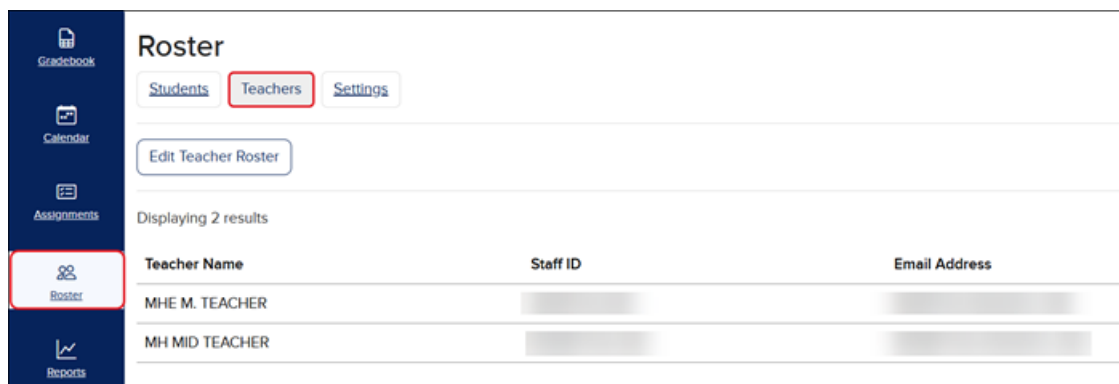 Gradebook
Calendar
Assignments
Roster
Reports
Roster
Students Teachers Settings
Edit Teacher Roster
Displaying 2 results
Teacher Name Staff ID Email Address
MHE M. TEACHER
MH MID TEACHER